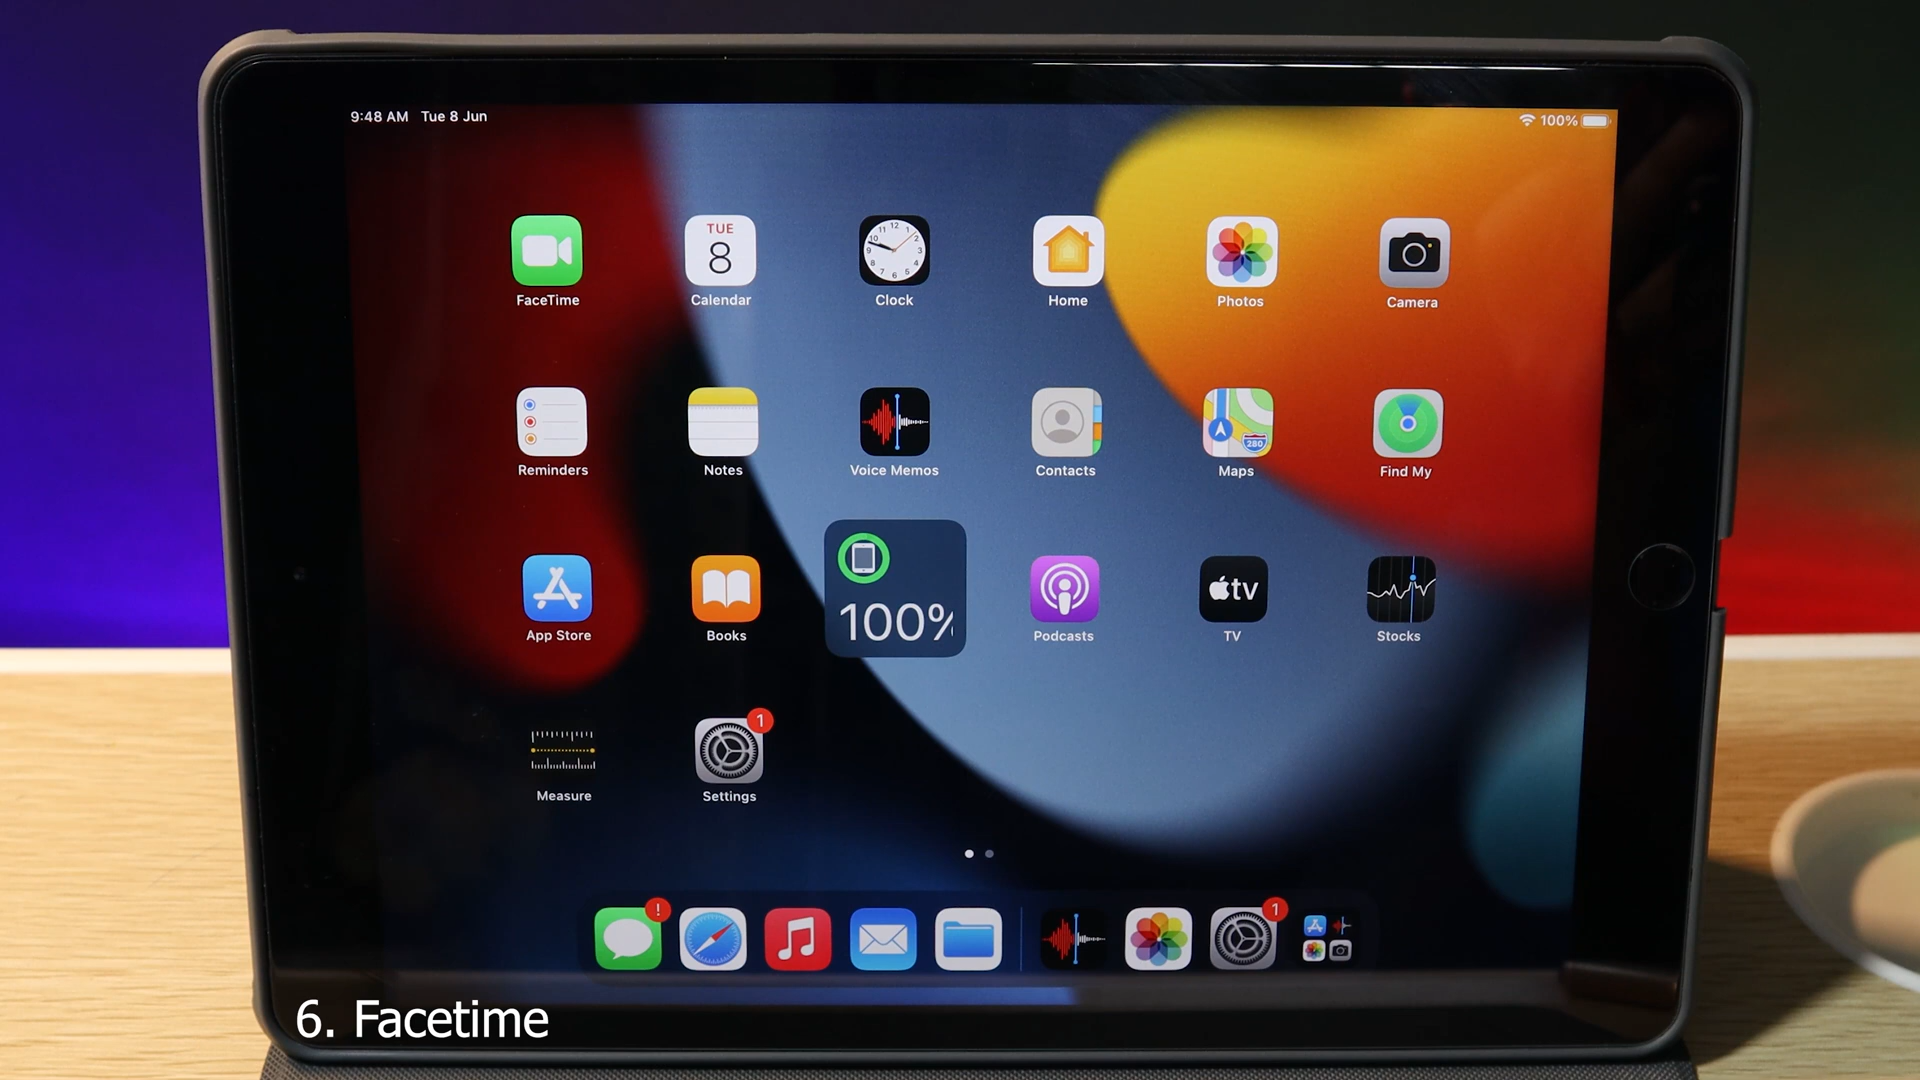 9:48 AM Tue 8 Jun
100%
TUE
8
FaceTime
Calendar
Clock
Home
Photos
Camera
280
Reminders
Notes
Voice Memos
Contacts
Maps
Find My
100%
tv
App Store
Books
Podcasts
TV
Stocks
1
Measure
Settings
!
1
6. Facetime